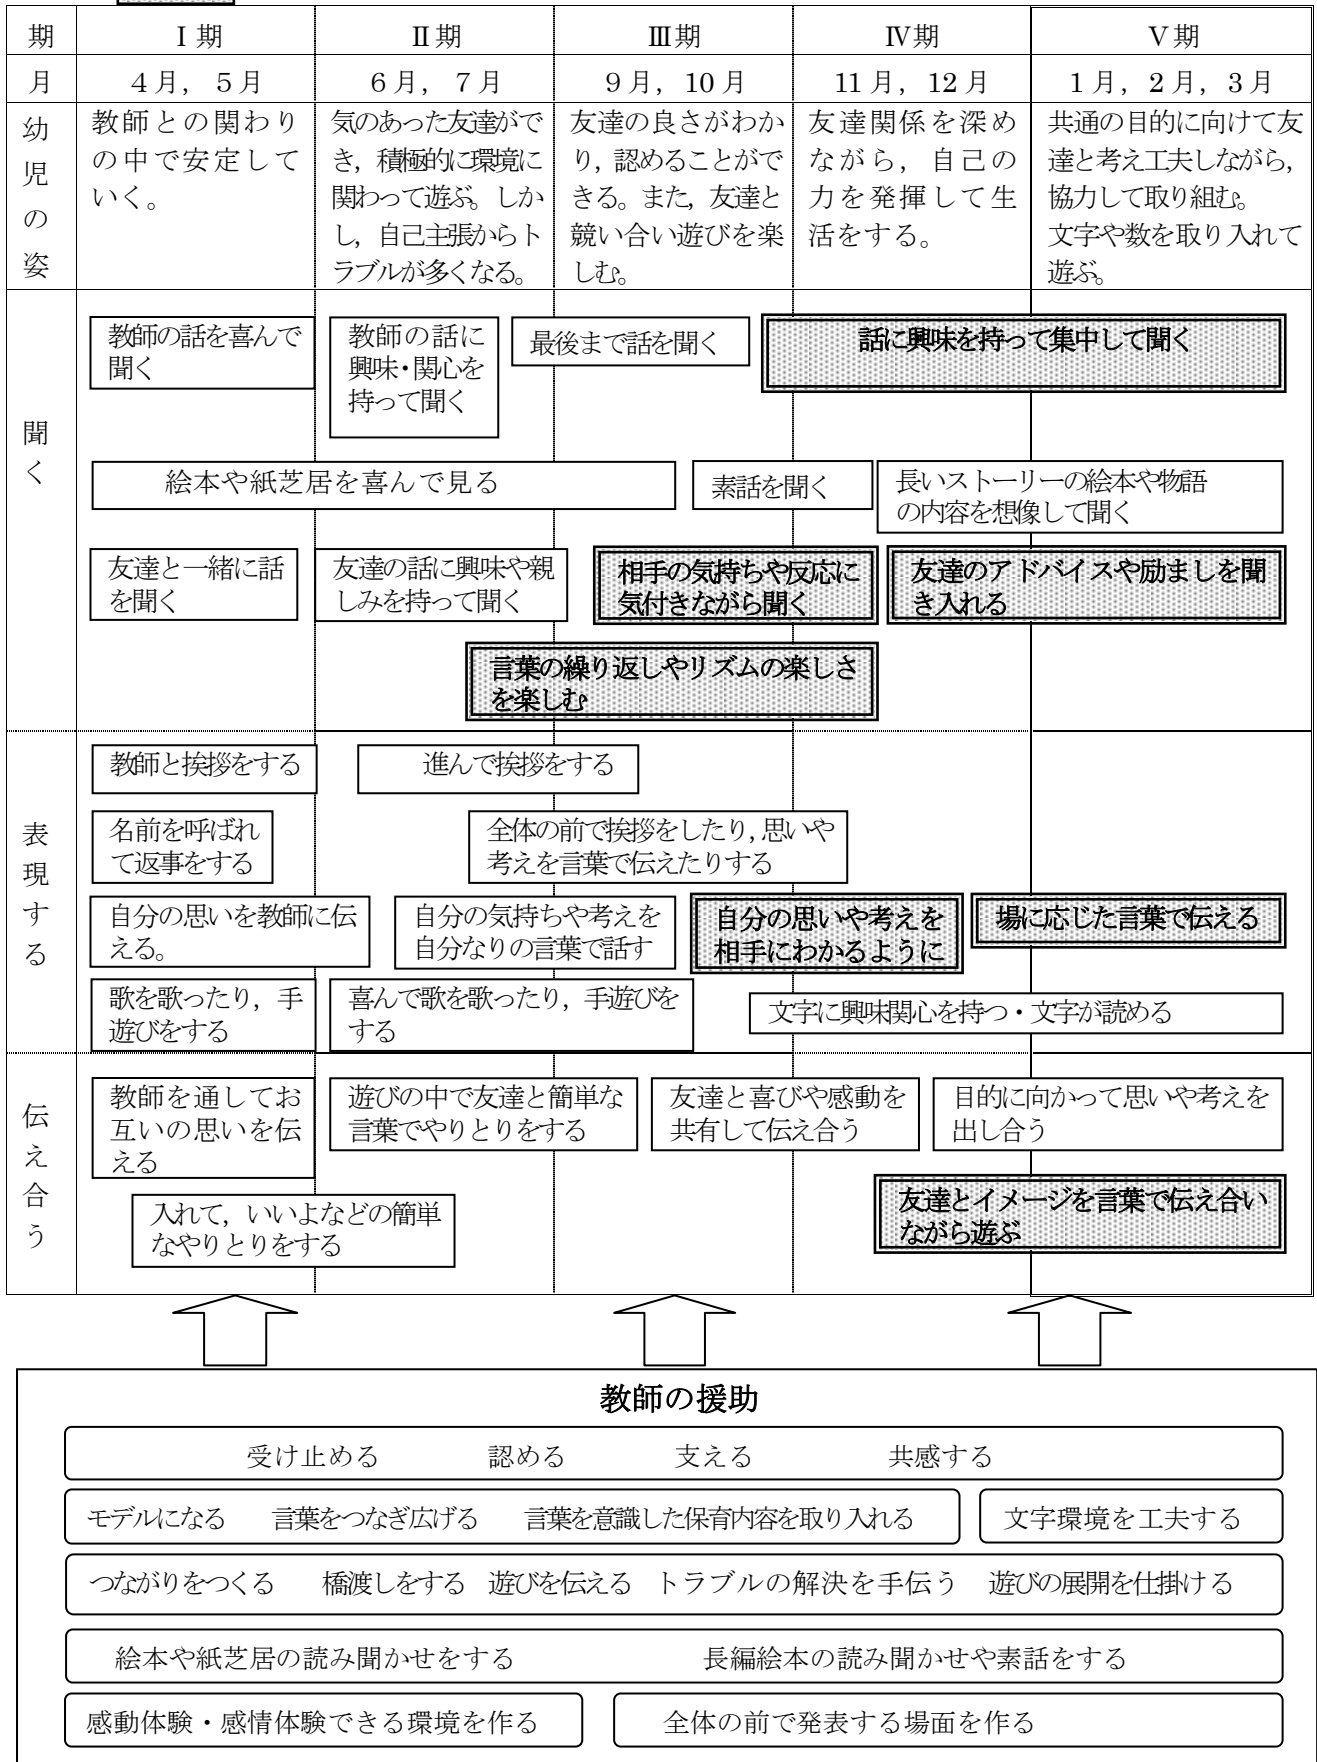 期 Ⅰ期 Ⅱ期 Ⅲ期 Ⅳ期 Ⅴ期
月 4月，5月 6月，7月 9月，10月 11月，12月 1月，2月，3月
幼児の姿
教師との関わり
の中で安定して
いく。
気のあった友達がで
き，積極的に環境に
関わって遊ぶ。しか
し，自己主張からト
ラブルが多くなる。
友達の良さがわか
り，認めることがで
きる。また，友達と
競い合い遊びを楽
しむ。
友達関係を深め
ながら，自己の
力を発揮して生
活をする。
共通の目的に向けて友
達と考え工夫しながら，
協力して取り組む。
文字や数を取り入れて
遊ぶ。
聞く
教師の話を喜んで
聞く
教師の話に
興味・関心を
持って聞く
最後まで話を聞く
話に興味を持って集中して聞く
絵本や紙芝居を喜んで見る
素話を聞く
長いストーリーの絵本や物語
の内容を想像して聞く
友達と一緒に話
を聞く
友達の話に興味や親
しみを持って聞く
相手の気持ちや反応に
気付きながら聞く
友達のアドバイスや励ましを聞
き入れる
言葉の繰り返しやリズムの楽しさ
を楽しむ
表現する
教師と挨拶をする
進んで挨拶をする
名前を呼ばれ
て返事をする
全体の前で挨拶をしたり，思いや
考えを言葉で伝えたりする
自分の思いを教師に伝
える。
自分の気持ちや考えを
自分なりの言葉で話す
自分の思いや考えを
相手にわかるように
場に応じた言葉で伝える
歌を歌ったり，手
遊びをする
喜んで歌を歌ったり，手遊びを
する
文字に興味関心を持つ・文字が読める
伝え合う
教師を通してお
互いの思いを伝
える
遊びの中で友達と簡単な
言葉でやりとりをする
友達と喜びや感動を
共有して伝え合う
目的に向かって思いや考えを
出し合う
入れて，いいよなどの簡単
なやりとりをする
友達とイメージを言葉で伝え合い
ながら遊ぶ
教師の援助
受け止める 認める 支える 共感する
モデルになる 言葉をつなぎ広げる 言葉を意識した保育内容を取り入れる 文字環境を工夫する
つながりをつくる 橋渡しをする 遊びを伝える トラブルの解決を手伝う 遊びの展開を仕掛ける
絵本や紙芝居の読み聞かせをする 長編絵本の読み聞かせや素話をする
感動体験・感情体験できる環境を作る 全体の前で発表する場面を作る